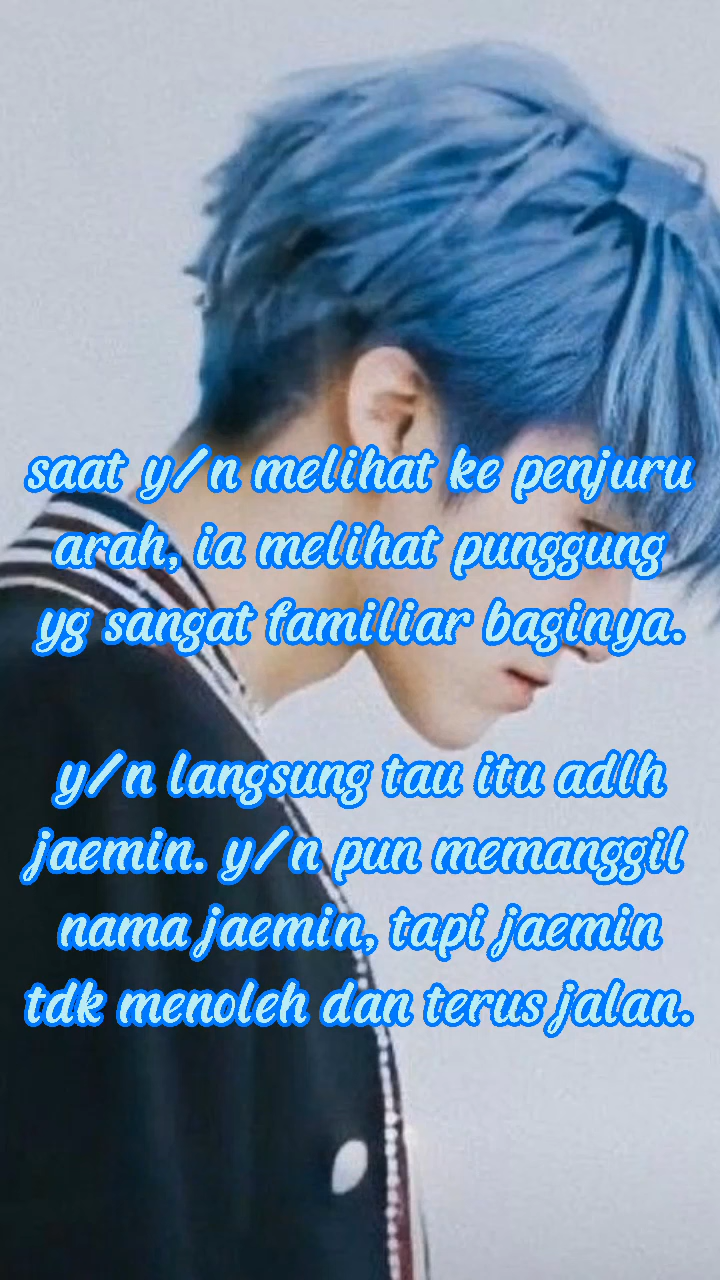 saat y/n melihat ke penjuru
arah, ia melihat punggung
yg sangat familiar baginya.
y/n langsung tau itu adlh
jaemin. y/n pun memanggil
nama jaemin, tapi jaemin
tdk menoleh dan terus jalan.